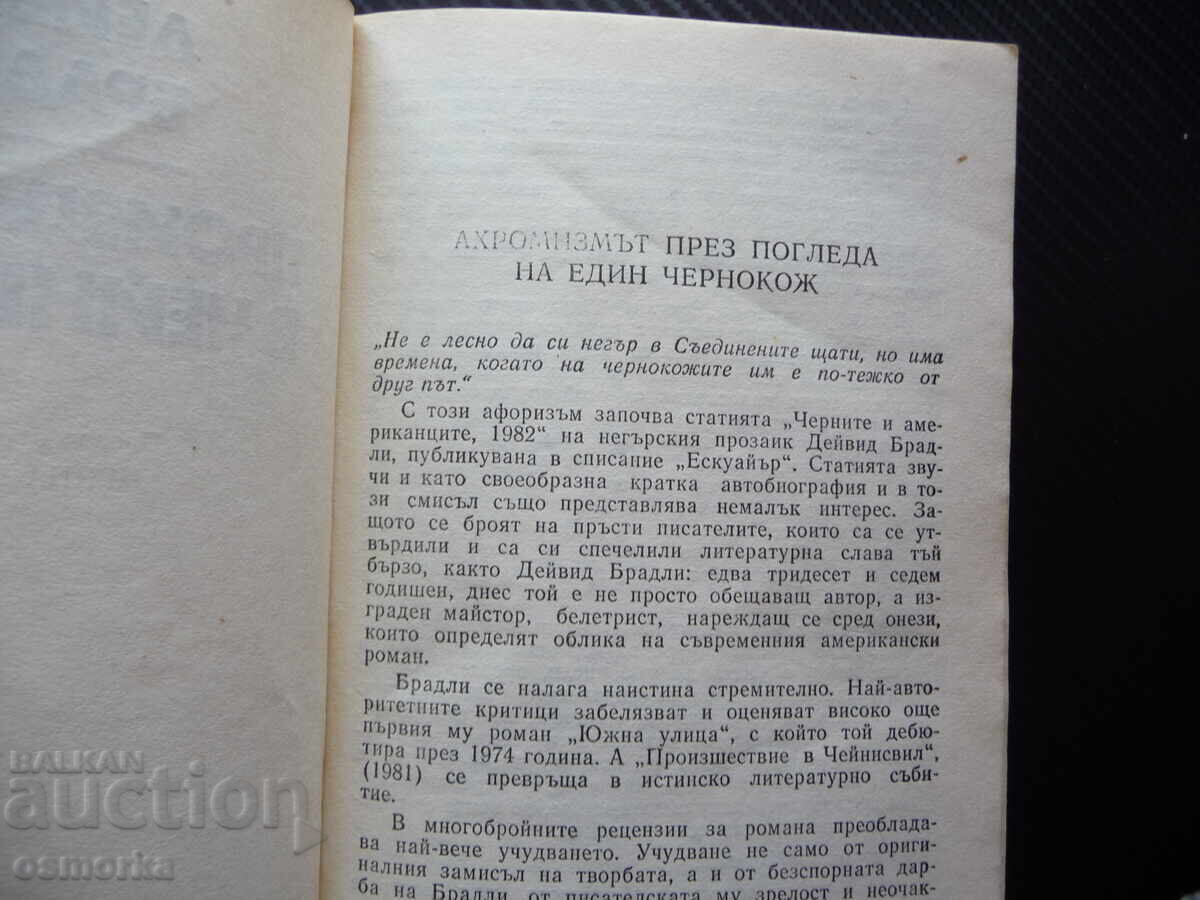 АХРОМИЗМЪТ ПРЕЗ ПОГЛЕДА
НА ЕДИН ЧЕРНОКОЖ
„Не е лесно да си негър в Съединените щати, но има
времена, когато на чернокожите им е по-тежко от
друг път.“
С този афоризъм започва статията „Черните и аме-
риканците, 1982“ на негърския прозаик Дейвид Брад-
ли, публикувана в списание „Ескуайър“. Статията зву-
чи и като своеобразна кратка автобиография и в то-
зи смисъл също представлява немалък интерес. За-
щото се броят на пръсти писателите, които са се ут-
върдили и са си спечелили литературна слава тъй
бързо, както Дейвид Брадли: едва тридесет и седем
годишен, днес той е не просто обещаващ автор, а из-
граден майстор, белетрист, нареждащ се сред онези,
които определят облика на съвременния американски
роман.
Брадли се налага наистина стремително. Най-авто-
ритетните критици забелязват и оценяват високо още
първия му роман „Южна улица“, с който той дебю-
тира през 1974 година. А „Произшествие в Чейнисвил“,
(1981) се превръща в истинско литературно съби-
тие.
В многобройните рецензии за романа преоблада-
ва най-вече учудването. Учудване не само от ориги-
налния замисъл на творбата, а и от безспорната дар-
ба на Брадли, от писателската му зрелост и неочак-
BALKAN
auction
osmorka